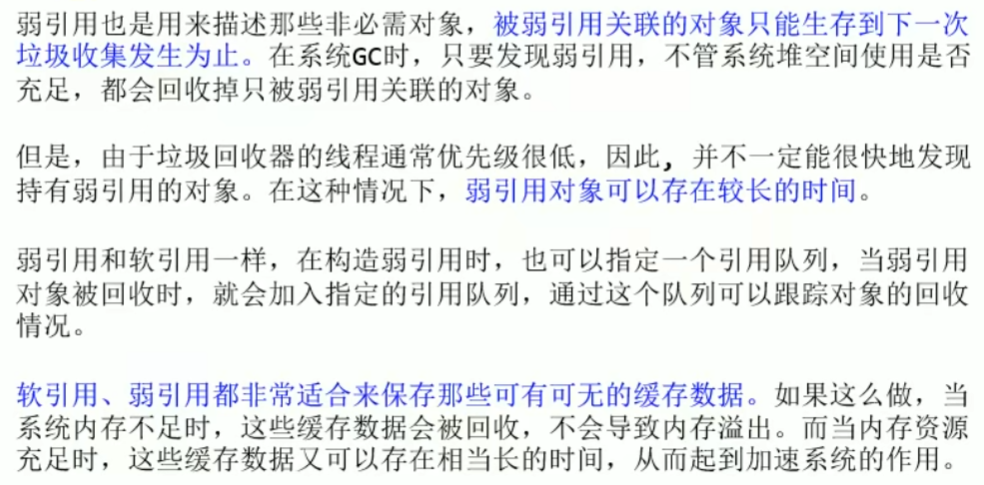 弱引用也是用来描述那些非必需对象，被弱引用关联的对象只能生存到下一次
垃圾收集发生为止。在系统GC时，只要发现弱引用，不管系统堆空间使用是否
充足，都会回收掉只被弱引用关联的对象。
但是，由于垃圾回收器的线程通常优先级很低，因此，并不一定能很快地发现
持有弱引用的对象。在这种情况下，弱引用对象可以存在较长的时间。
弱引用和软引用一样，在构造弱引用时，也可以指定一个引用队列，当弱引用
对象被回收时，就会加入指定的引用队列，通过这个队列可以跟踪对象的回收
情况。
软引用、弱引用都非常适合来保存那些可有可无的缓存数据。如果这么做，当
系统内存不足时，这些缓存数据会被回收，不会导致内存溢出。而当内存资源
充足时，这些缓存数据又可以存在相当长的时间，从而起到加速系统的作用。